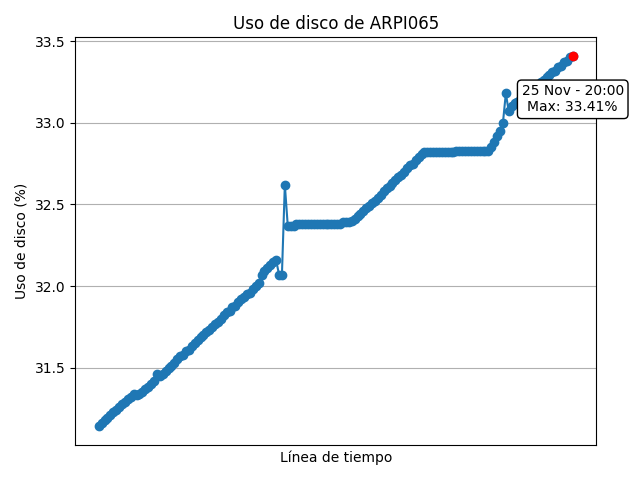 Uso de disco de ARPI065
33.5
33.0
32.5
32.0
31.5
Uso de disco (%)
25 Nov - 20:00
Max: 33.41%
Línea de tiempo